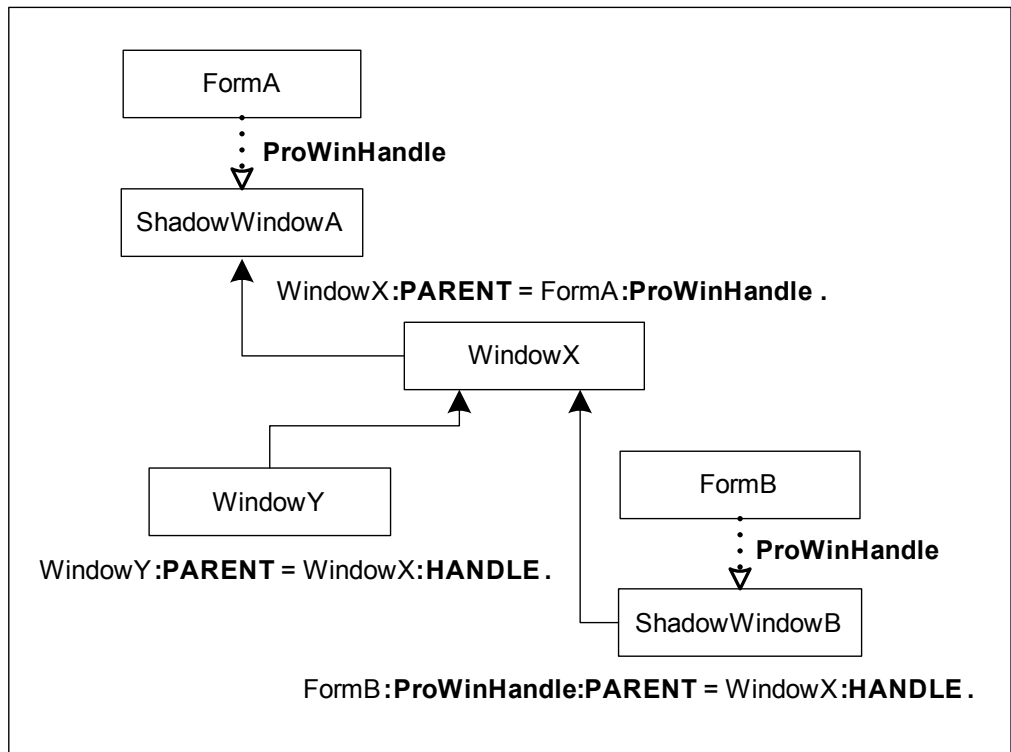 FormA
ProWinHandle
ShadowWindowA
WindowX:PARENT = FormA:ProWinHandle .
WindowX
WindowY
FormB
ProWinHandle
WindowY:PARENT = WindowX:HANDLE .
ShadowWindowB
FormB:ProWinHandle:PARENT = WindowX:HANDLE .